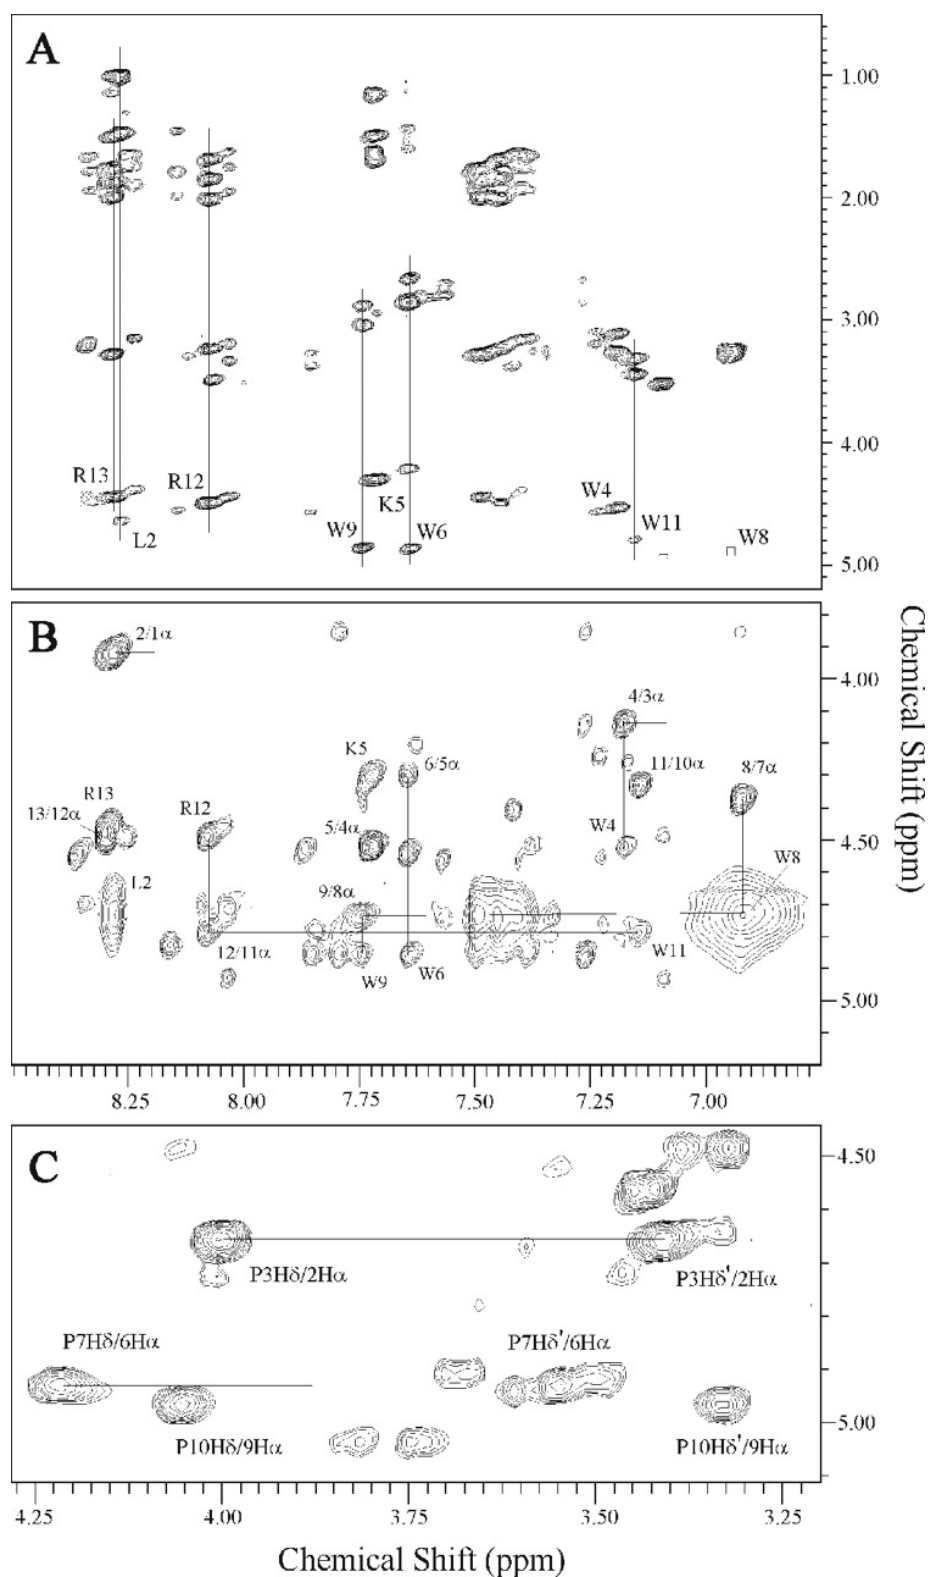 A
1.00
2.00
3.00
4.00
5.00
R13
L2
R12
W9
K5
W6
W4
W11
W8
B
2/1α
4.00
4/3α
K5
6/5α
11/10α
8/7α
R13
13/12α
R12
5/4α
W4
4.50
L2
9/8α
W8
12/11α
W9
W6
W11
5.00
8.25 8.00 7.75 7.50 7.25 7.00
Chemical Shift (ppm)
C
4.50
P3Hδ/2Hα P3Hδ'/2Hα
P7Hδ/6Hα P7Hδ'/6Hα
5.00
P10Hδ/9Hα P10Hδ'/9Hα
4.25 4.00 3.75 3.50 3.25
Chemical Shift (ppm)